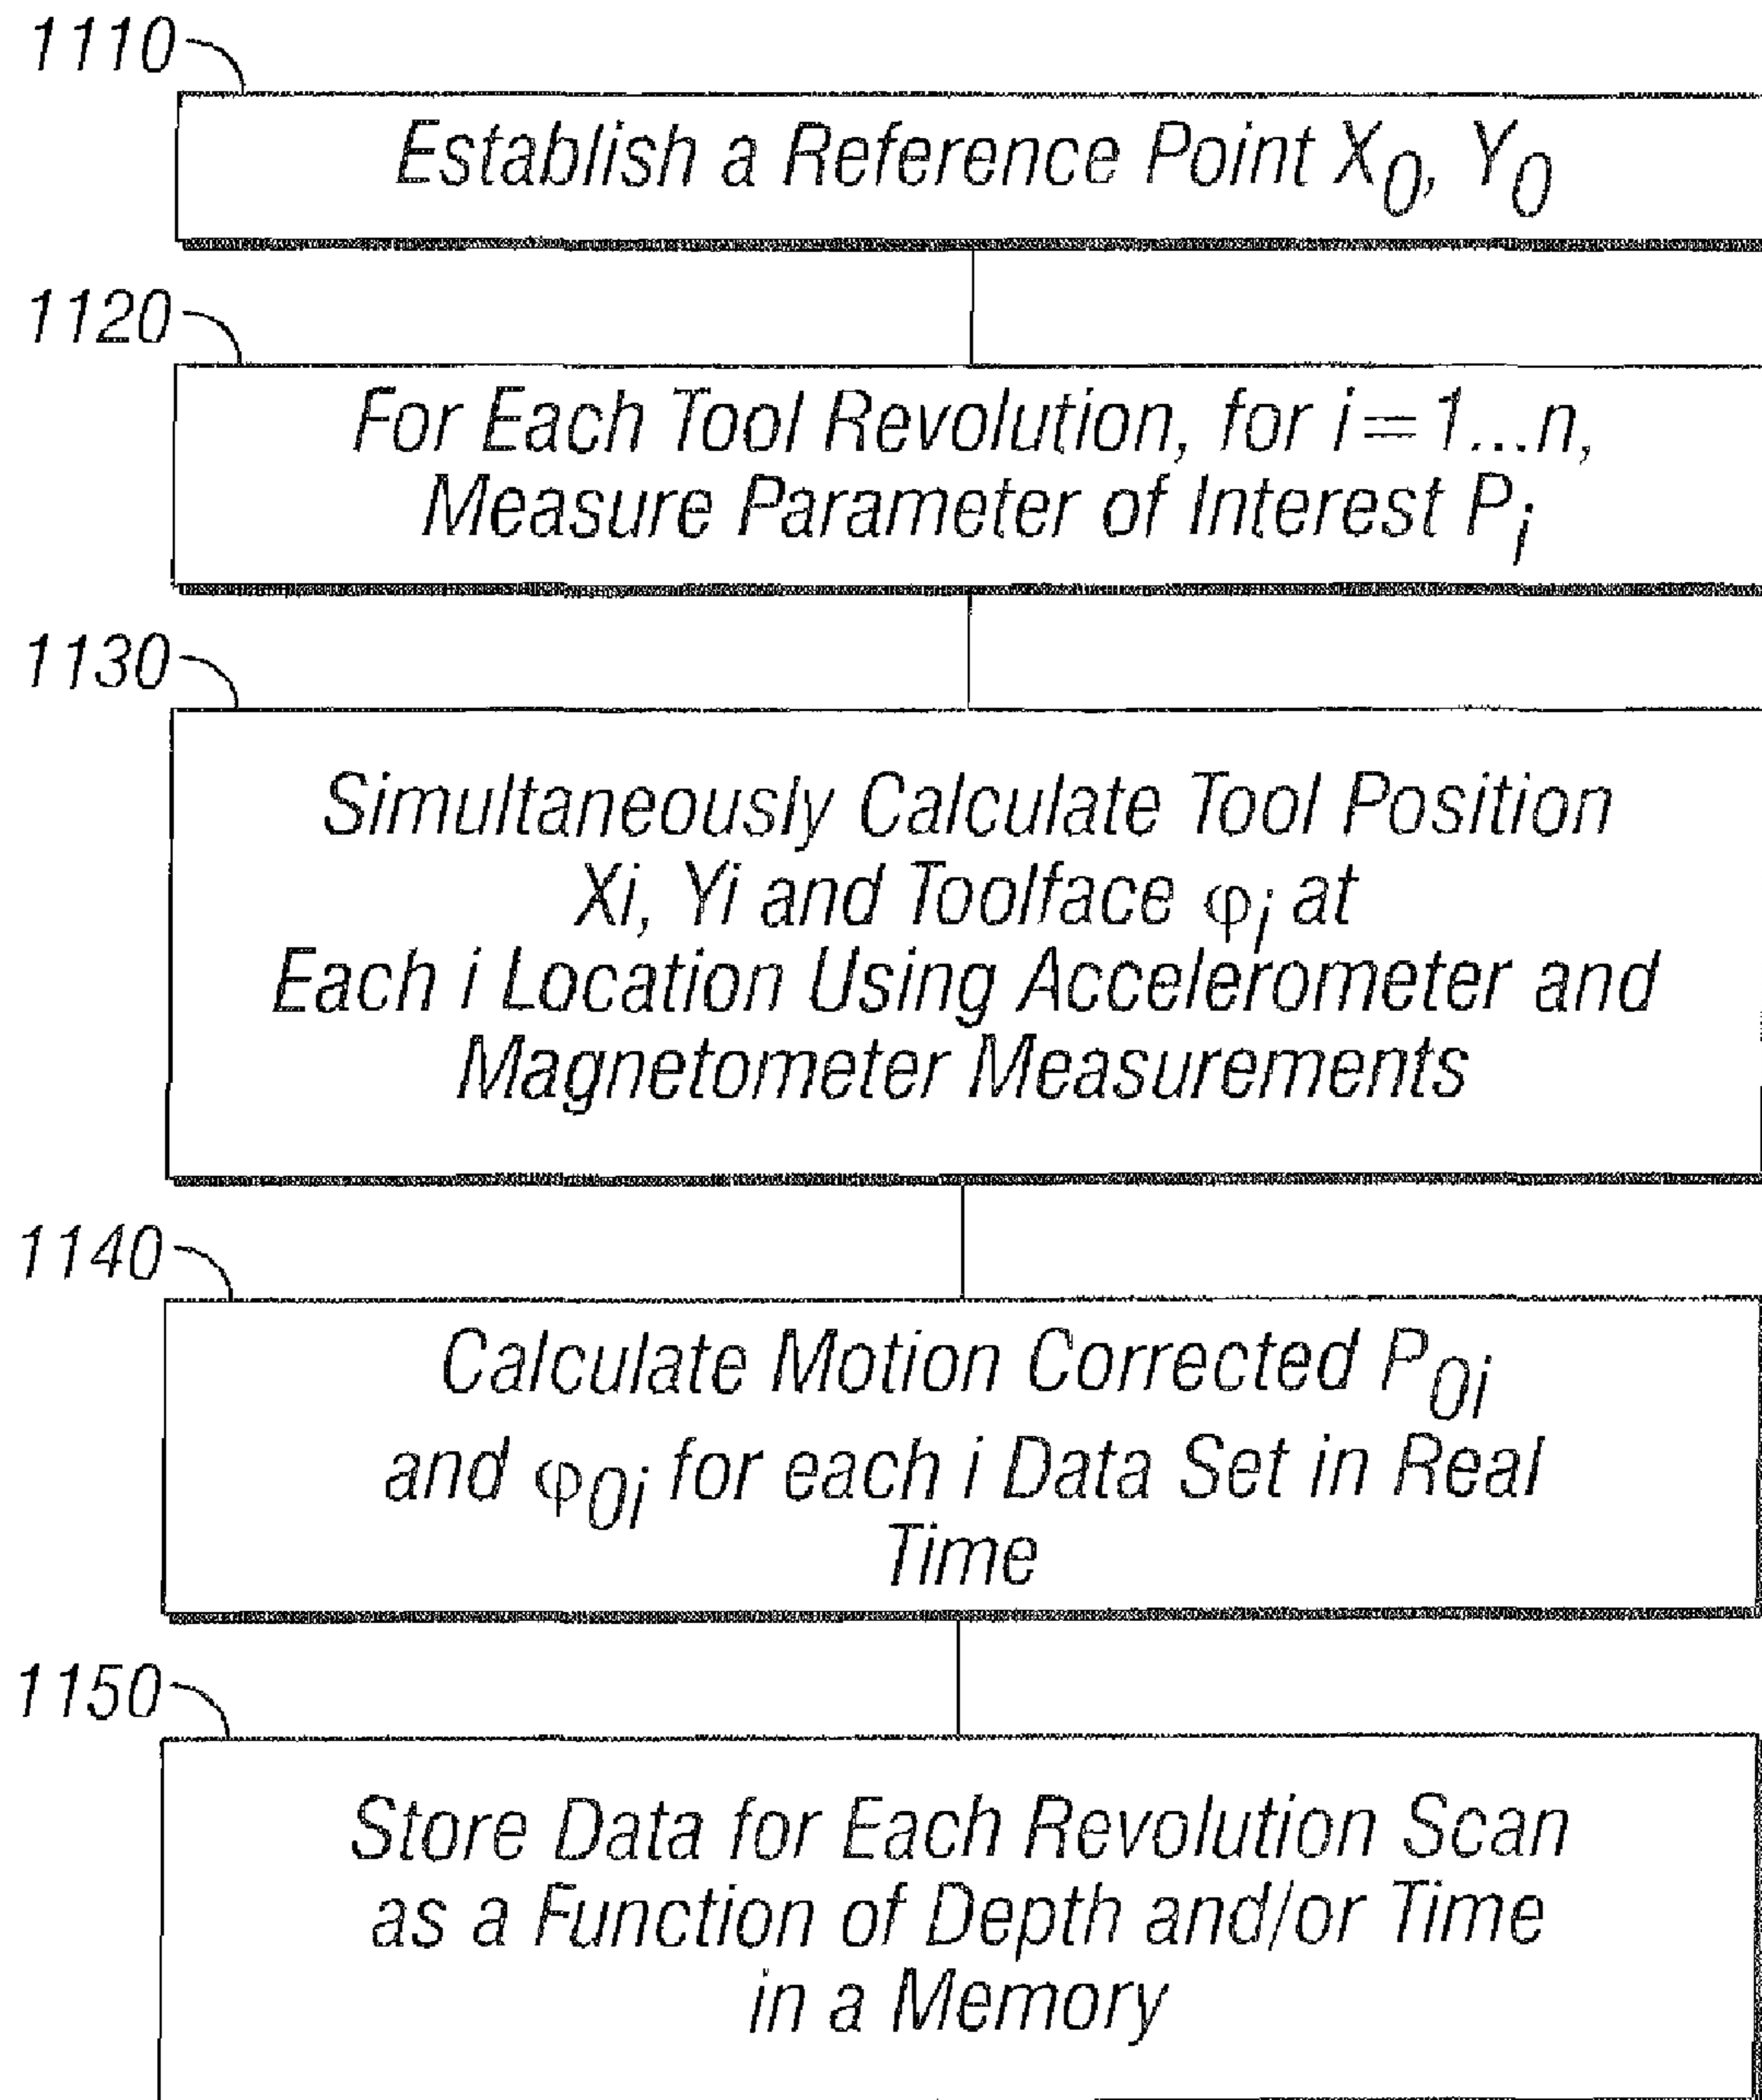 1110
Establish a Reference Point X₀, Y₀
1120
For Each Tool Revolution, for i=1...n,
Measure Parameter of Interest Pᵢ
1130
Simultaneously Calculate Tool Position
Xi, Yi and Toolface φᵢ at
Each i Location Using Accelerometer and
Magnetometer Measurements
1140
Calculate Motion Corrected P₀ᵢ
and φ₀ᵢ for each i Data Set in Real
Time
1150
Store Data for Each Revolution Scan
as a Function of Depth and/or Time
in a Memory